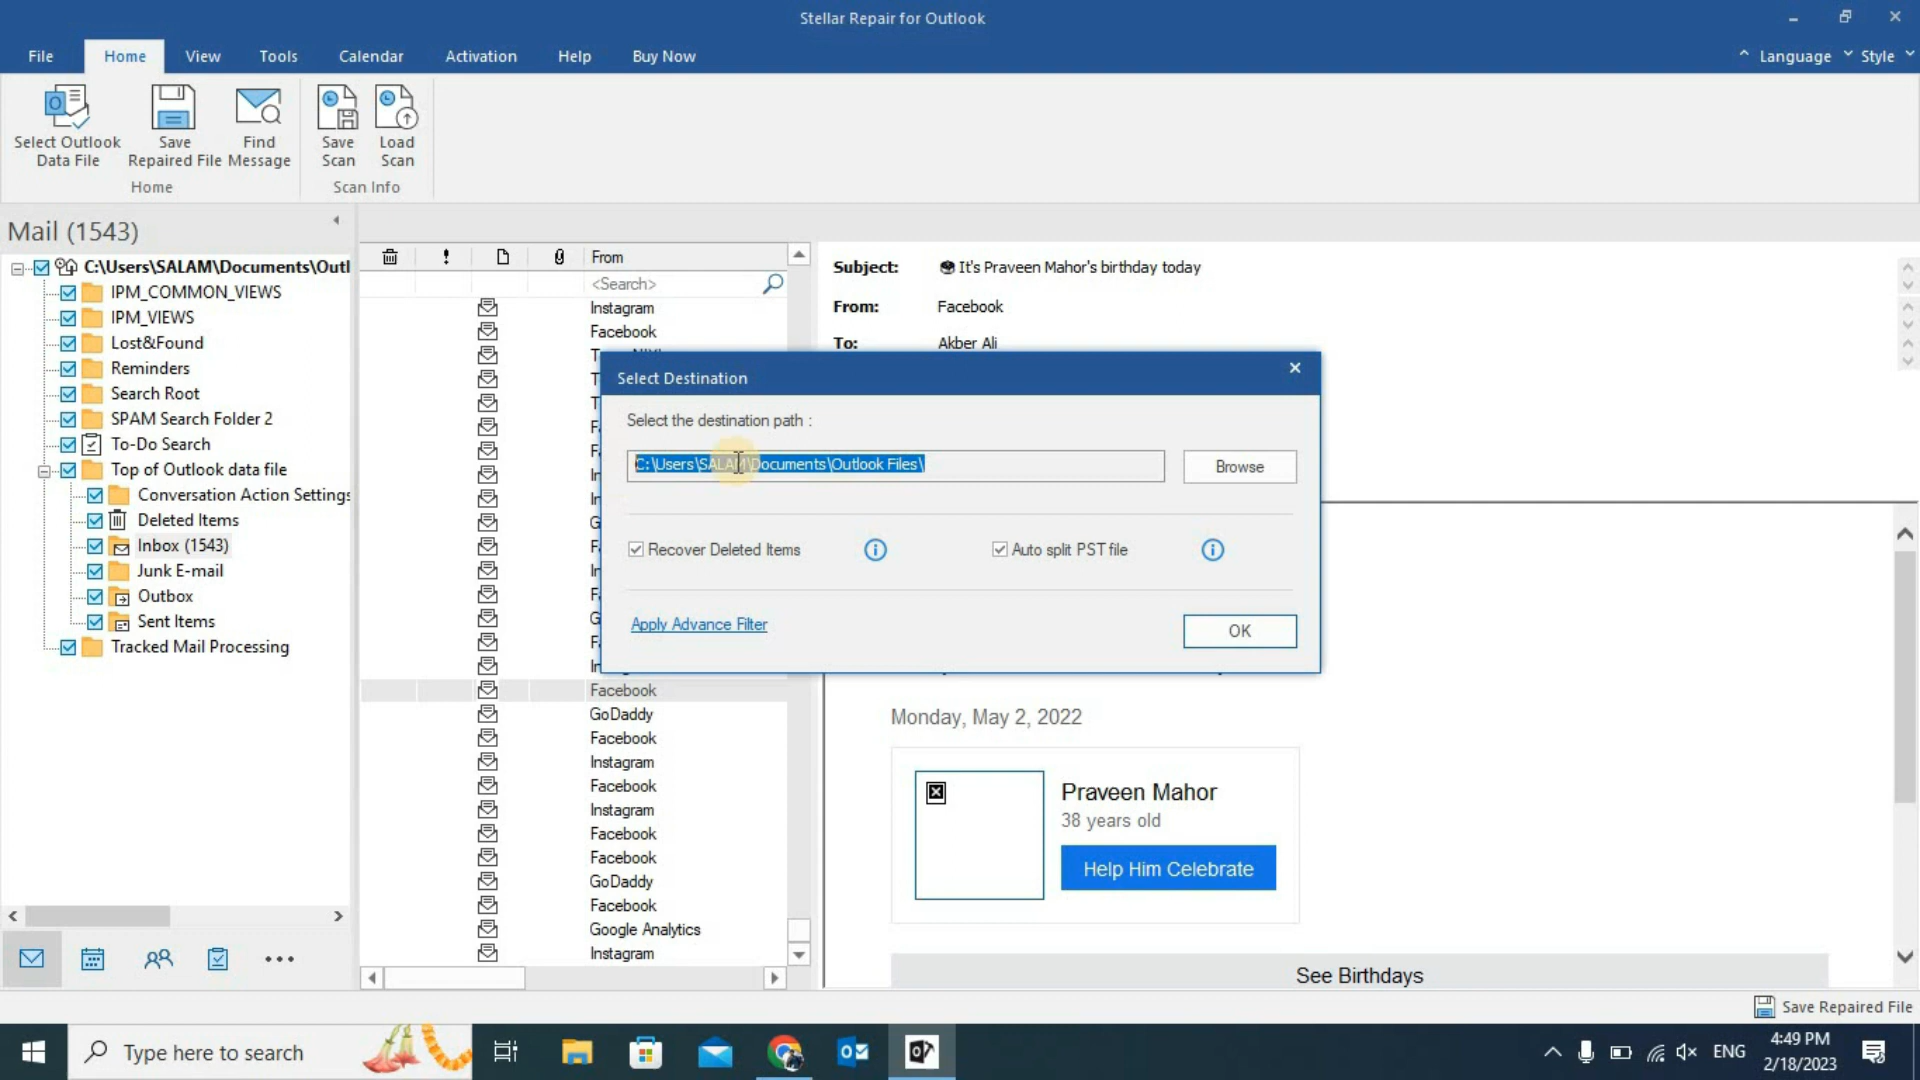 Stellar Repair for Outlook
File
Home
View
Tools
Calendar
Activation
Help
Buy Now
Language
Style
Select Outlook
Data File
Save
Repaired File
Find
Message
Home
Save
Scan
Load
Scan
Scan Info
Mail (1543)
C:\Users\SALAM\Documents\Outl
IPM_COMMON_VIEWS
IPM_VIEWS
Lost&Found
Reminders
Search Root
SPAM Search Folder 2
To-Do Search
Top of Outlook data file
Conversation Action Settings
Deleted Items
Inbox (1543)
Junk E-mail
Outbox
Sent Items
Tracked Mail Processing
From
<Search>
Instagram
Facebook
Facebook
GoDaddy
Facebook
Instagram
Facebook
Instagram
Facebook
Facebook
GoDaddy
Facebook
Google Analytics
Instagram
Subject: It's Praveen Mahor's birthday today
From: Facebook
To: Akber Ali
Select Destination
Select the destination path :
C:\Users\SALAM\Documents\Outlook Files\
Browse
Recover Deleted Items
Auto split PST file
Apply Advance Filter
OK
Monday, May 2, 2022
Praveen Mahor
38 years old
Help Him Celebrate
See Birthdays
Save Repaired File
Type here to search
ENG
4:49 PM
2/18/2023